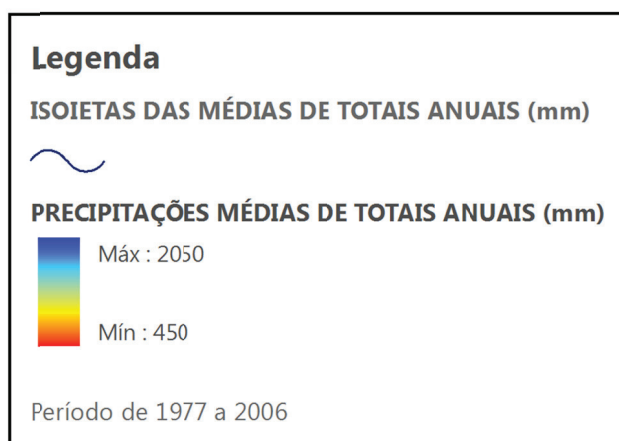 Legenda
ISOIETAS DAS MÉDIAS DE TOTAIS ANUAIS (mm)
PRECIPITAÇÕES MÉDIAS DE TOTAIS ANUAIS (mm)
Máx : 2050
Mín : 450
Período de 1977 a 2006